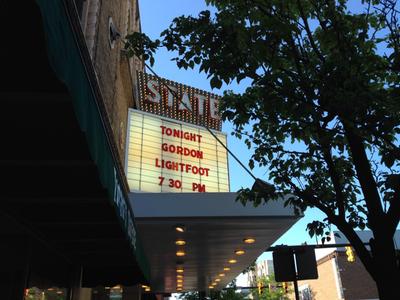 STATE
TONIGHT
GORDON
LIGHTFOOT
7 30 PM